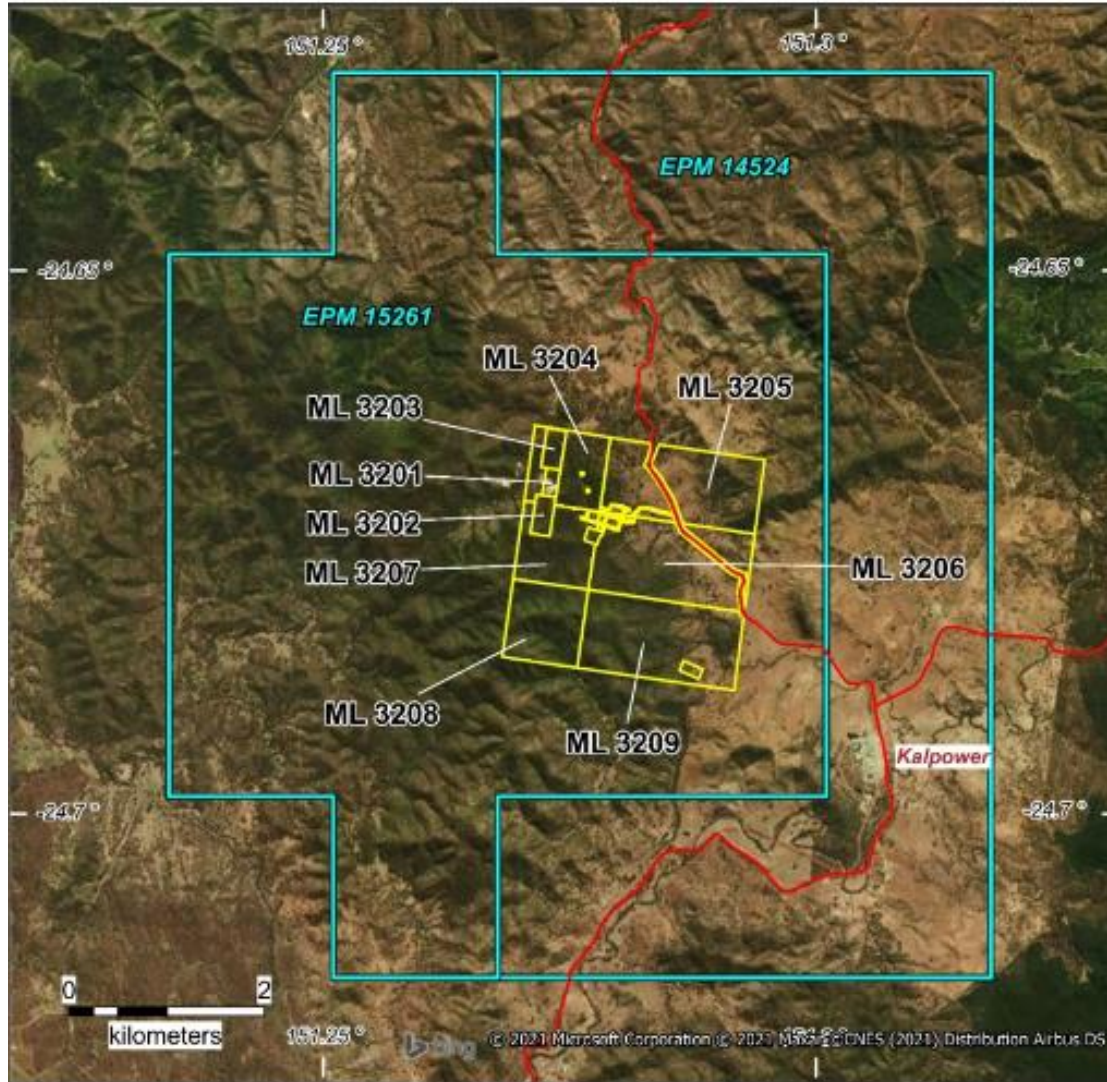 151.25 °
151.3 °
EPM 14524
-24.65 °
-24.65 °
EPM 15261
ML 3204
ML 3205
ML 3203
ML 3201
ML 3202
ML 3207
ML 3206
ML 3208
ML 3209
Kalpower
-24.7 °
-24.7 °
0 2
kilometers
151.25 °
bing
© 2021 Microsoft Corporation © 2021 Maxar © CNES (2021) Distribution Airbus DS